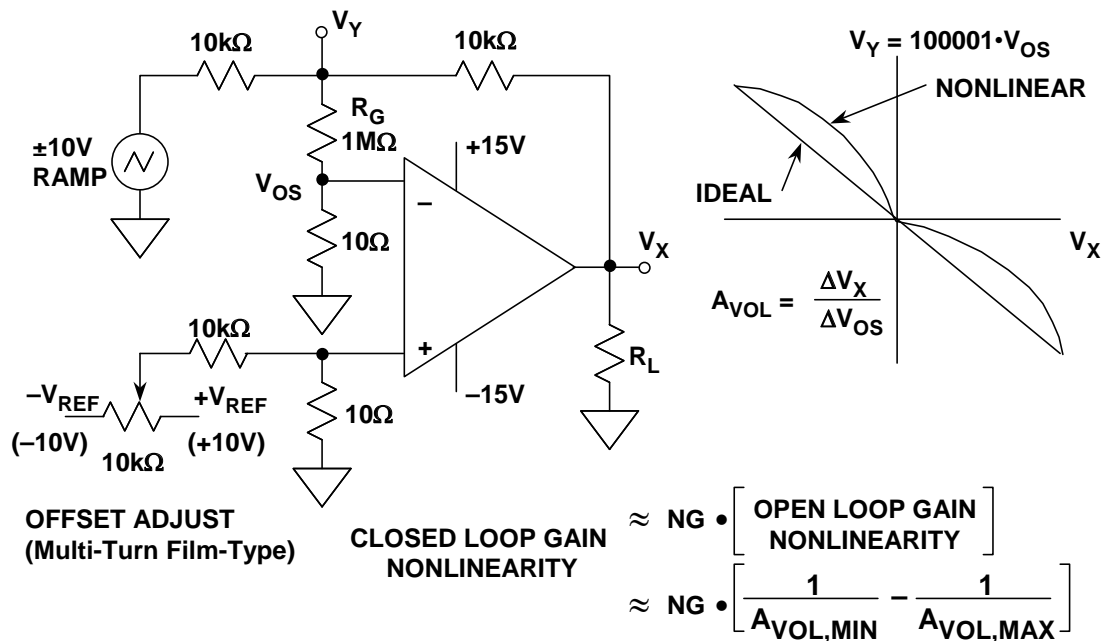 V_Y
10kΩ
10kΩ
V_Y = 100001•V_OS
NONLINEAR
R_G
1MΩ
±10V
RAMP
+15V
IDEAL
V_OS
–
10Ω
V_X
V_X
A_VOL = ΔV_X / ΔV_OS
10kΩ
+
R_L
–V_REF
+V_REF
–15V
(–10V)
(+10V)
10Ω
10kΩ
OFFSET ADJUST
(Multi-Turn Film-Type)
CLOSED LOOP GAIN
NONLINEARITY
≈ NG • [ OPEN LOOP GAIN
NONLINEARITY ]
≈ NG • [ 1 / A_VOL,MIN – 1 / A_VOL,MAX ]